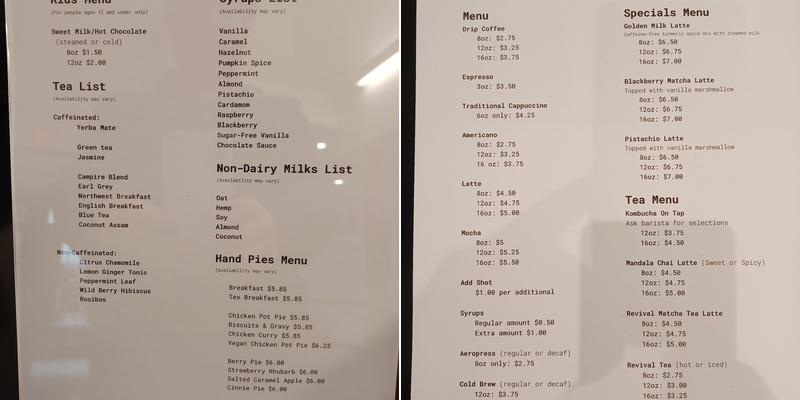 Kids Menu
(For people ages 12 and under only)
Sweet Milk/Hot Chocolate
(steamed or cold)
8oz $1.50
12oz $2.00
Tea List
(Availability may vary)
Caffeinated:
Yerba Mate
Green tea
Jasmine
Campire Blend
Earl Grey
Northwest Breakfast
English Breakfast
Blue Tea
Coconut Assam
Non-Caffeinated:
Citrus Chamomile
Lemon Ginger Tonic
Peppermint Leaf
Wild Berry Hibiscus
Rooibos
Syrups List
(Availability may vary)
Vanilla
Caramel
Hazelnut
Pumpkin Spice
Peppermint
Almond
Pistachio
Cardamom
Raspberry
Blackberry
Sugar-Free Vanilla
Chocolate Sauce
Non-Dairy Milks List
(Availability may vary)
Oat
Hemp
Soy
Almond
Coconut
Hand Pies Menu
(availability may vary)
Breakfast $5.85
Tex Breakfast $5.85
Chicken Pot Pie $5.85
Biscuits & Gravy $5.85
Chicken Curry $5.85
Vegan Chicken Pot Pie $6.25
Berry Pie $6.00
Strawberry Rhubarb $6.00
Salted Caramel Apple $6.00
Cinnie Pie $6.00
Menu
Drip Coffee
8oz: $2.75
12oz: $3.25
16oz: $3.75
Espresso
3oz: $3.50
Traditional Cappuccino
6oz only: $4.25
Americano
8oz: $2.75
12oz: $3.25
16 oz: $3.75
Latte
8oz: $4.50
12oz: $4.75
16oz: $5.00
Mocha
8oz: $5
12oz: $5.25
16oz: $5.50
Add Shot
$1.00 per additional
Syrups
Regular amount $0.50
Extra amount $1.00
Aeropress (regular or decaf)
8oz only: $2.75
Cold Brew (regular or decaf)
12oz: $3.75
Specials Menu
Golden Milk Latte
Caffeine-free turmeric spice mix with steamed milk
8oz: $6.50
12oz: $6.75
16oz: $7.00
Blackberry Matcha Latte
Topped with vanilla marshmallow
8oz: $6.50
12oz: $6.75
16oz: $7.00
Pistachio Latte
Topped with vanilla marshmallow
8oz: $6.50
12oz: $6.75
16oz: $7.00
Tea Menu
Kombucha On Tap
Ask barista for selections
12oz: $3.75
16oz: $4.50
Mandala Chai Latte (Sweet or Spicy)
8oz: $4.50
12oz: $4.75
16oz: $5.00
Revival Matcha Tea Latte
8oz: $4.50
12oz: $4.75
16oz: $5.00
Revival Tea (hot or iced)
8oz: $2.75
12oz: $3.00
16oz: $3.25